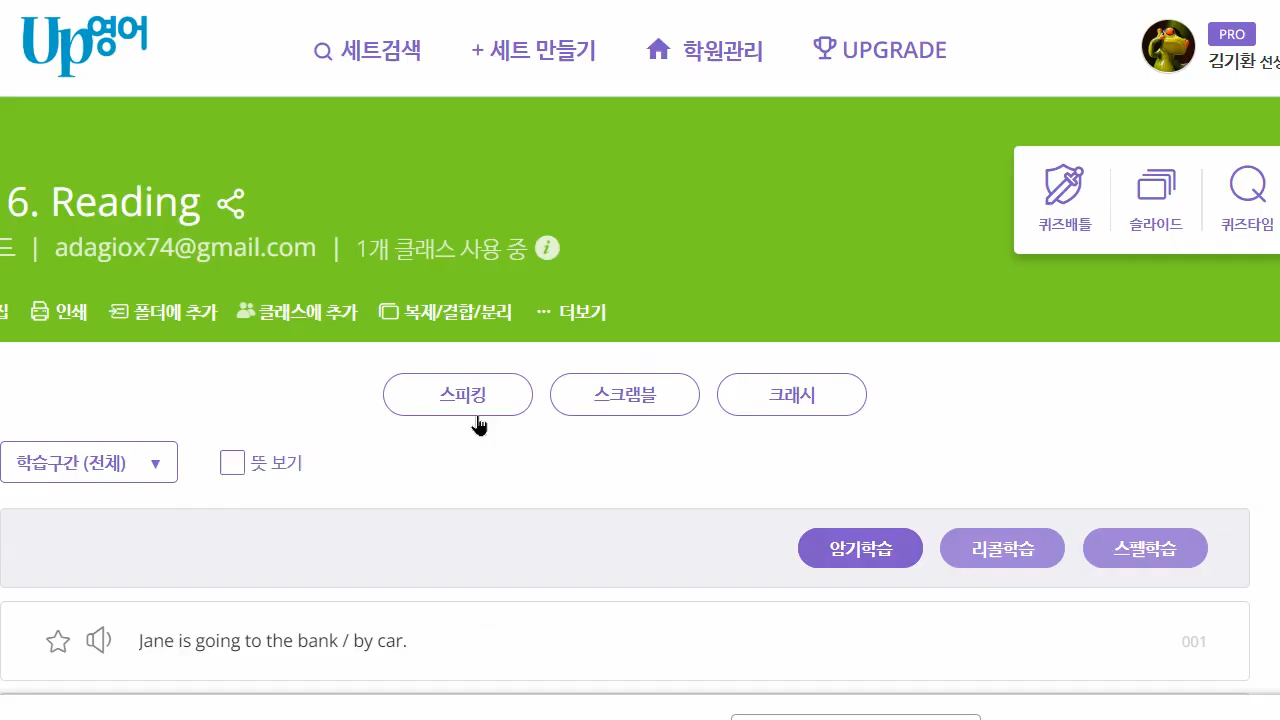 Up영어
세트검색
+ 세트 만들기
학원관리
UPGRADE
PRO
김기환 선생
6. Reading
드 | adagiox74@gmail.com | 1개 클래스 사용 중 i
퀴즈배틀
슬라이드
퀴즈타임
집
인쇄
폴더에 추가
클래스에 추가
복제/결합/분리
··· 더보기
스피킹
스크램블
크래시
학습구간 (전체) ▼
뜻 보기
암기학습
리콜학습
스펠학습
Jane is going to the bank / by car.
001